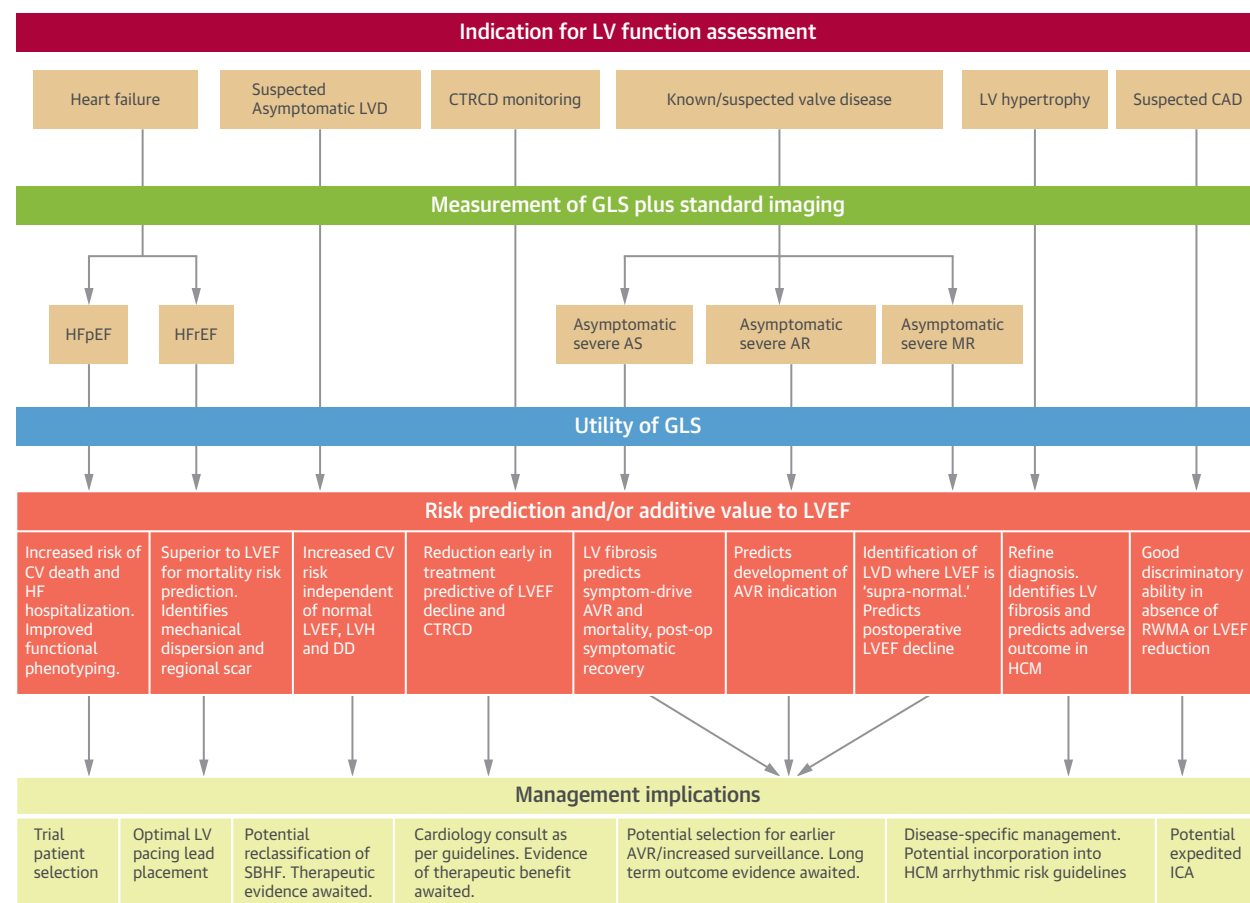 Indication for LV function assessment
Heart failure
Suspected
Asymptomatic LVD
CTRCD monitoring
Known/suspected valve disease
LV hypertrophy
Suspected CAD
Measurement of GLS plus standard imaging
HFpEF
HFrEF
Asymptomatic
severe AS
Asymptomatic
severe AR
Asymptomatic
severe MR
Utility of GLS
Risk prediction and/or additive value to LVEF
Increased risk of
CV death and
HF
hospitalization.
Improved
functional
phenotyping.
Superior to LVEF
for mortality risk
prediction.
Identifies
mechanical
dispersion and
regional scar
Increased CV
risk
independent
of normal
LVEF, LVH
and DD
Reduction early in
treatment
predictive of LVEF
decline and
CTRCD
LV fibrosis
predicts
symptom-drive
AVR and
mortality, post-op
symptomatic
recovery
Predicts
development of
AVR indication
Identification of
LVD where LVEF is
'supra-normal.'
Predicts
postoperative
LVEF decline
Refine
diagnosis.
Identifies LV
fibrosis and
predicts adverse
outcome in
HCM
Good
discriminatory
ability in
absence of
RWMA or LVEF
reduction
Management implications
Trial
patient
selection
Optimal LV
pacing lead
placement
Potential
reclassification of
SBHF. Therapeutic
evidence awaited.
Cardiology consult as
per guidelines. Evidence
of therapeutic benefit
awaited.
Potential selection for earlier
AVR/increased surveillance. Long
term outcome evidence awaited.
Disease-specific management.
Potential incorporation into
HCM arrhythmic risk guidelines
Potential
expedited
ICA